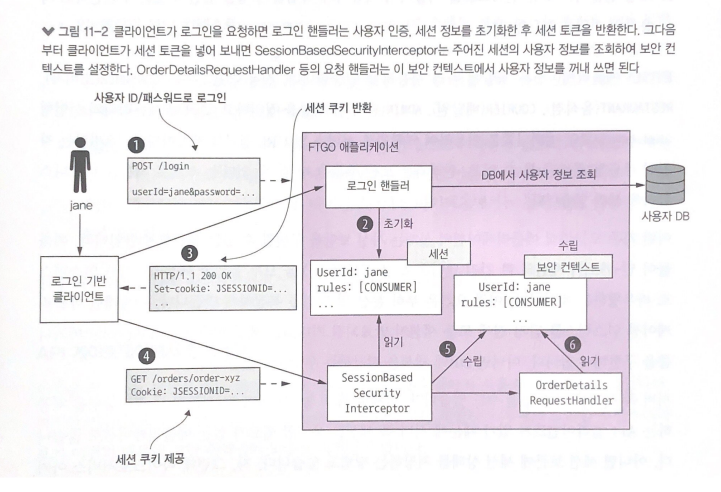 ❤ 그림 11-2 클라이언트가 로그인을 요청하면 로그인 핸들러는 사용자 인증, 세션 정보를 초기화한 후 세션 토큰을 반환한다. 그다음
부터 클라이언트가 세션 토큰을 넣어 보내면 SessionBasedSecurityInterceptor는 주어진 세션의 사용자 정보를 조회하여 보안 컨
텍스트를 설정한다. OrderDetailsRequestHandler 등의 요청 핸들러는 이 보안 컨텍스트에서 사용자 정보를 꺼내 쓰면 된다
사용자 ID/패스워드로 로그인
세션 쿠키 반환
1
POST /login
userId=jane&password=...
FTGO 애플리케이션
로그인 핸들러
DB에서 사용자 정보 조회
사용자 DB
jane
2 초기화
3
세션
수립
보안 컨텍스트
로그인 기반
클라이언트
HTTP/1.1 200 OK
Set-cookie: JSESSIONID=...
...
UserId: jane
rules: [CONSUMER]
...
UserId: jane
rules: [CONSUMER]
...
읽기
4
5 수립
6 읽기
GET /orders/order-xyz
Cookie: JSESSIONID=...
SessionBased
Security
Interceptor
OrderDetails
RequestHandler
세션 쿠키 제공